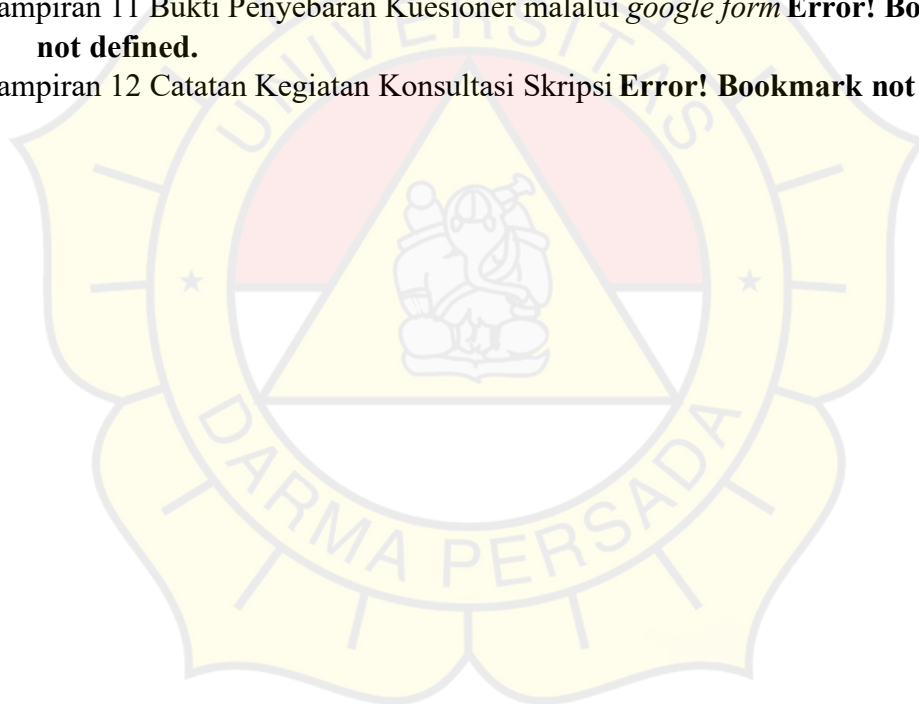 ampiran 11 Bukti Penyebaran Kuesioner malalui google form Error! Bo
not defined.
ampiran 12 Catatan Kegiatan Konsultasi Skripsi Error! Bookmark not
UNIVERSITAS
DARMA PERSADA